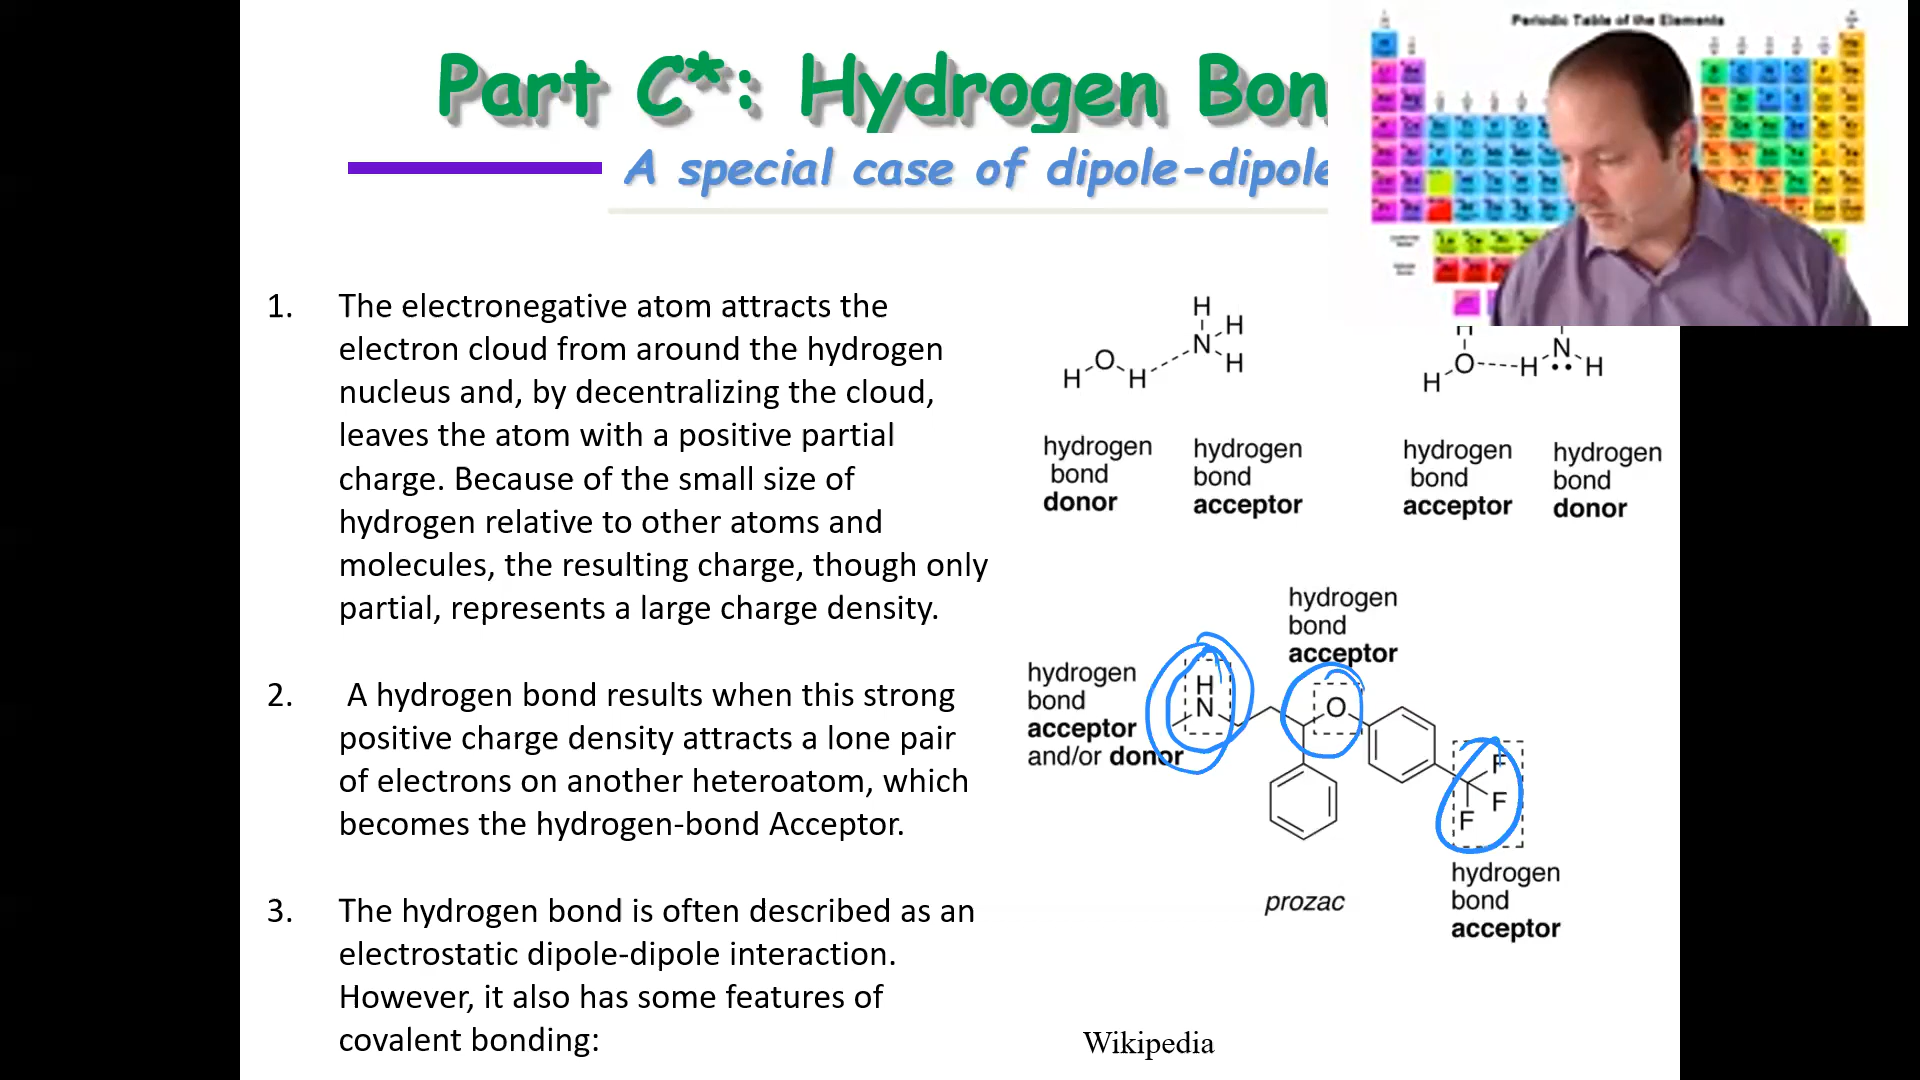 Periodic Table of the Elements
Part C*: Hydrogen Bon
A special case of dipole-dipole
1. The electronegative atom attracts the
electron cloud from around the hydrogen
nucleus and, by decentralizing the cloud,
leaves the atom with a positive partial
charge. Because of the small size of
hydrogen relative to other atoms and
molecules, the resulting charge, though only
partial, represents a large charge density.
2. A hydrogen bond results when this strong
positive charge density attracts a lone pair
of electrons on another heteroatom, which
becomes the hydrogen-bond Acceptor.
3. The hydrogen bond is often described as an
electrostatic dipole-dipole interaction.
However, it also has some features of
covalent bonding:
H
N H
O H
H H
H N
O H H
H
hydrogen
bond
donor
hydrogen
bond
acceptor
hydrogen
bond
acceptor
hydrogen
bond
donor
hydrogen
bond
acceptor
hydrogen
bond
acceptor
and/or donor
H
N O
F
F
F
prozac
hydrogen
bond
acceptor
Wikipedia